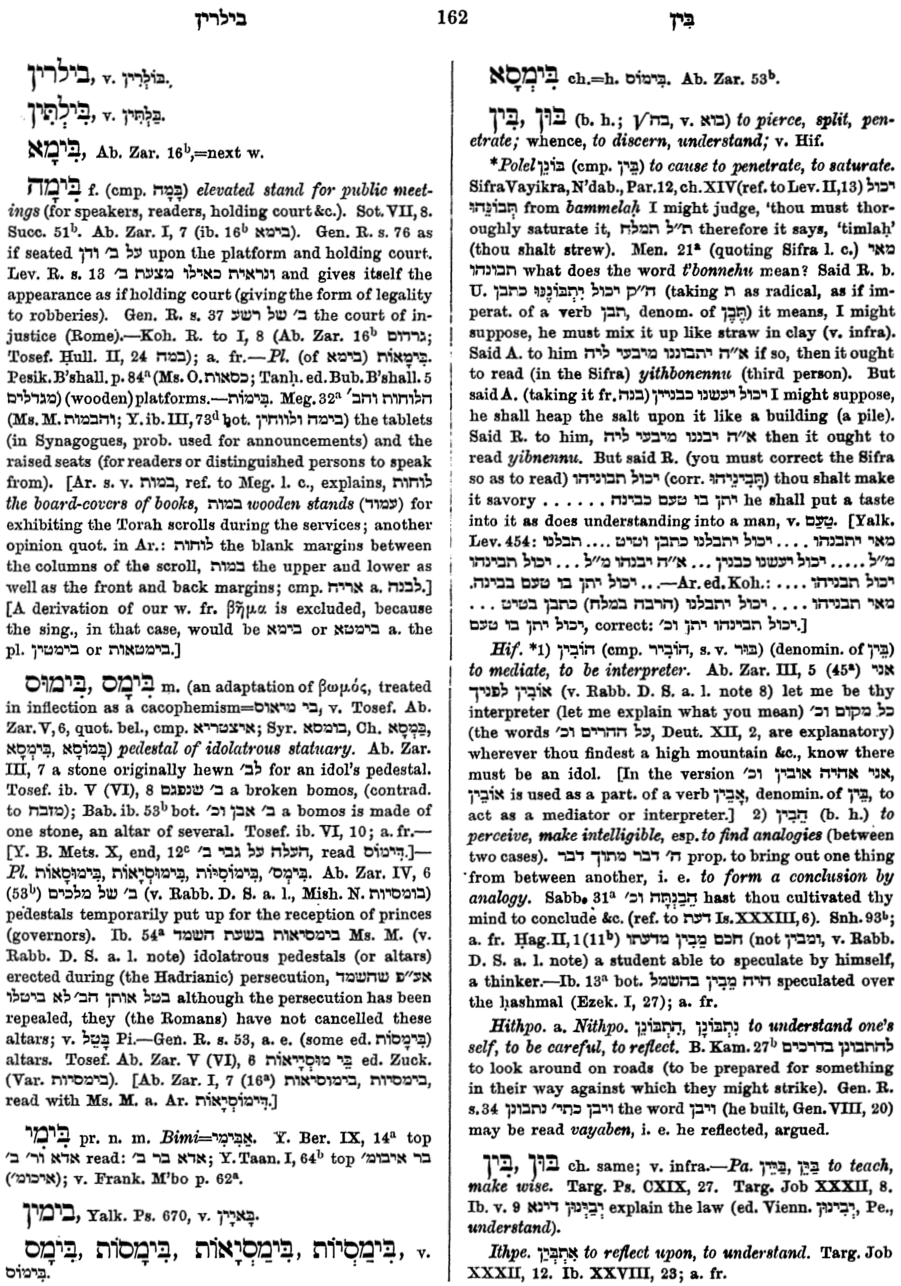 בילרין 162 בִּין
בילרין, v. בּוֹלָרִין.
בִּילְתִּין, v. בַּלְתִּין.
בִּימָא, Ab. Zar. 16ᵇ,=next w.
בִּימָה f. (cmp. בָּמָה) elevated stand for public meet-
ings (for speakers, readers, holding court &c.). Sot. VII, 8.
Succ. 51ᵇ. Ab. Zar. I, 7 (ib. 16ᵇ בימא). Gen. R. s. 76 as
if seated על ב׳ ודן upon the platform and holding court.
Lev. R. s. 13 ונראית כאילו מצעת ב׳ and gives itself the
appearance as if holding court (giving the form of legality
to robberies). Gen. R. s. 37 ב׳ של רשע the court of in-
justice (Rome).—Koh. R. to I, 8 (Ab. Zar. 16ᵇ גרדום;
Tosef. Ḥull. II, 24 במה); a. fr.—Pl. (of בימא) בִּימָאוֹת.
Pesik. B'shall. p. 84ᵃ (Ms. O. כסאות; Tanḥ. ed. Bub. B'shall. 5
מגדלים) (wooden) platforms.—בִּימוֹת. Meg. 32ᵃ הלוחות והב׳
(Ms. M. והבמות; Y. ib. III, 73ᵈ bot. בימה ולווחין) the tablets
(in Synagogues, prob. used for announcements) and the
raised seats (for readers or distinguished persons to speak
from). [Ar. s. v. במות, ref. to Meg. l. c., explains, לוחות
the board-covers of books, במות wooden stands (עמוד) for
exhibiting the Torah scrolls during the services; another
opinion quot. in Ar.: לוחות the blank margins between
the columns of the scroll, במות the upper and lower as
well as the front and back margins; cmp. אריח a. לבנה.]
[A derivation of our w. fr. βῆμα is excluded, because
the sing., in that case, would be בימא or בימטא a. the
pl. בימטאות or בימטין.]
בִּימָס, בִּימוֹס m. (an adaptation of βωμός, treated
in inflection as a cacophemism=בי מיאוס, v. Tosef. Ab.
Zar. V, 6, quot. bel., cmp. איצטריא; Syr. בומסא, Ch. בַּמְסָא,
בִּימְסָא, בָּמוֹסָא) pedestal of idolatrous statuary. Ab. Zar.
III, 7 a stone originally hewn לב׳ for an idol's pedestal.
Tosef. ib. V (VI), 8 ב׳ שנפגם a broken bomos, (contrad.
to מזבח); Bab. ib. 53ᵇ bot. ב׳ אבן וכ׳ a bomos is made of
one stone, an altar of several. Tosef. ib. VI, 10; a. fr.—
[Y. B. Mets. X, end, 12ᶜ העלה על גבי ב׳, read דִּימוֹס.]—
Pl. בִּימְס׳, בִּימוֹסִיּוֹת, בִּימוּסְיָאוֹת, בִּימוּסָאוֹת. Ab. Zar. IV, 6
(53ᵇ) ב׳ של מלכים (v. Rabb. D. S. a. l., Mish. N. בומסיות)
pedestals temporarily put up for the reception of princes
(governors). Ib. 54ᵃ בימסיאות בשעת השמד Ms. M. (v.
Rabb. D. S. a. l. note) idolatrous pedestals (or altars)
erected during (the Hadrianic) persecution, אע״פ שהשמד
בטל אותן הב׳ לא ביטלו although the persecution has been
repealed, they (the Romans) have not cancelled these
altars; v. בָּטֵל Pi.—Gen. R. s. 53, a. e. (some ed. בִּימָסוֹת)
altars. Tosef. Ab. Zar. V (VI), 6 בֵּי מוּסְיָיאוֹת ed. Zuck.
(Var. בימסיות). [Ab. Zar. I, 7 (16ᵃ) בימסיות, בימוסיאות,
read with Ms. M. a. Ar. דִּימוֹסְיָאוֹת.]
בִּימִי pr. n. m. Bimi=אֲבִימִי. Y. Ber. IX, 14ᵃ top
אדא ור׳ ב׳ read: אדא בר ב׳; Y. Taan. I, 64ᵇ top בר איבומ׳
(איכומ׳); v. Frank. M'bo p. 62ᵃ.
בימין, Yalk. Ps. 670, v. בָּאיָין.
בִּימַסְיוֹת, בִּימַסְיָאוֹת, בִּימָסוֹת, בִּימָס, v.
בִּימוֹס.
בִּימְסָא ch.=h. בִּימוֹס. Ab. Zar. 53ᵇ.
בּוּן, בִּין (b. h.; √בח, v. בוא) to pierce, split, pen-
etrate; whence, to discern, understand; v. Hif.
*Polel בּוֹנֵן (cmp. בֵּין) to cause to penetrate, to saturate.
Sifra Vayikra, N'dab., Par. 12, ch. XIV (ref. to Lev. II, 13) יכול
תְּבוֹנֵהוּ from bammelaḥ I might judge, 'thou must thor-
oughly saturate it, ת״ל תמלח therefore it says, 'timlaḥ'
(thou shalt strew). Men. 21ᵃ (quoting Sifra l. c.) מאי
תבונהו what does the word t'bonnehu mean? Said R. b.
U. ה״ק יכול יִתְבּוֹנֶנּוּ כתבן (taking ת as radical, as if im-
perat. of a verb תבן, denom. of תֶּבֶן) it means, I might
suppose, he must mix it up like straw in clay (v. infra).
Said A. to him א״ה יתבוננו מיבעי ליה if so, then it ought
to read (in the Sifra) yithbonennu (third person). But
said A. (taking it fr. בנה) יכול יעשנו כבניין I might suppose,
he shall heap the salt upon it like a building (a pile).
Said R. to him, א״ה יבננו מיבעי ליה then it ought to
read yibnennu. But said R. (you must correct the Sifra
so as to read) יכול תבוניהו (corr. תְּבִינֵיהוּ) thou shalt make
it savory . . . . . . יתן בו טעם כבינה he shall put a taste
into it as does understanding into a man, v. טַעַם. [Yalk.
Lev. 454: מאי יתבנהו .... יכול יתבלנו כתבן וטיט .... תבלנו
מ״ל ..... יכול יעשנו כבנין ... א״ה יבנהו מ״ל ... יכול תבינהו
יכול יתן בו טעם בבינה ...—Ar. ed. Koh.: .... יכול תבוניהו
מאי תבניהו .... יכול יתבלנו (הרבה במלח) כתבן בטיט . . .
יכול יתן בו טעם, correct: יכול תבינהו יתן וכ׳.]
Hif. *1) הוֹבִין (cmp. הוֹבִיר, s. v. בּוּר) (denomin. of בֵּין)
to mediate, to be interpreter. Ab. Zar. III, 5 (45ᵃ) אני
אוֹבִין לפניך (v. Rabb. D. S. a. l. note 8) let me be thy
interpreter (let me explain what you mean) כל מקום וכ׳
(the words על ההרים וכ׳, Deut. XII, 2, are explanatory)
wherever thou findest a high mountain &c., know there
must be an idol. [In the version אני אהיה אובין וכ׳,
אוֹבִין is used as a part. of a verb אָבִין, denomin. of בֵּין, to
act as a mediator or interpreter.] 2) הֵבִין (b. h.) to
perceive, make intelligible, esp. to find analogies (between
two cases). ה׳ דבר מתוך דבר prop. to bring out one thing
from between another, i. e. to form a conclusion by
analogy. Sabb. 31ᵃ הֵבַנְתָּה וכ׳ hast thou cultivated thy
mind to conclude &c. (ref. to דעת Is. XXXIII, 6). Snh. 93ᵇ;
a. fr. Ḥag. II, 1 (11ᵇ) חכם מֵבִין מדעתו (not ומבין, v. Rabb.
D. S. a. l. note) a student able to speculate by himself,
a thinker.—Ib. 13ᵃ bot. היה מֵבִין בחשמל speculated over
the ḥashmal (Ezek. I, 27); a. fr.
Hithpo. a. Nithpo. הִתְבּוֹנֵן, נִתְבּוֹנֵן to understand one's
self, to be careful, to reflect. B. Kam. 27ᵇ להתבונן בדרכים
to look around on roads (to be prepared for something
in their way against which they might strike). Gen. R.
s. 34 ויבן כתי׳ נתבונן the word ויבן (he built, Gen. VIII, 20)
may be read vayaben, i. e. he reflected, argued.
בּוּן, בִּין ch. same; v. infra.—Pa. בַּיֵּן, בַּיֵּין to teach,
make wise. Targ. Ps. CXIX, 27. Targ. Job XXXII, 8.
Ib. v. 9 יְבַיְּנוּן דינא explain the law (ed. Vienn. יְבִינוּן, Pe.,
understand).
Ithpe. אִתְבְּיֵן to reflect upon, to understand. Targ. Job
XXXII, 12. Ib. XXVIII, 23; a. fr.